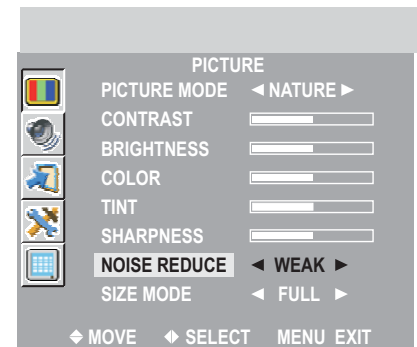 PICTURE
PICTURE MODE ◄ NATURE ►
CONTRAST
BRIGHTNESS
COLOR
TINT
SHARPNESS
NOISE REDUCE ◄ WEAK ►
SIZE MODE ◄ FULL ►
MOVE SELECT MENU EXIT